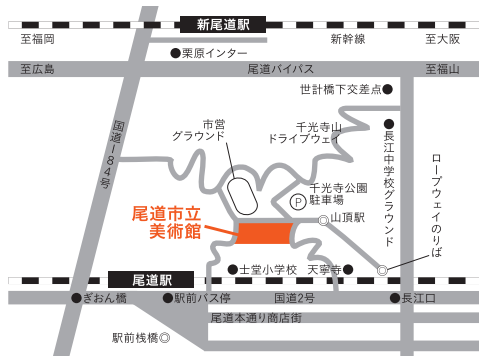 新尾道駅
至福岡
新幹線
至大阪
栗原インター
至広島
尾道バイパス
至福山
世計橋下交差点
国道184号
市営
グラウンド
千光寺山
ドライブウェイ
長江中学校グラウンド
ロープウェイのりば
千光寺公園
駐車場
P
山頂駅
尾道市立
美術館
土堂小学校
天寧寺
尾道駅
ぎおん橋
駅前バス停
国道2号
長江口
尾道本通り商店街
駅前桟橋